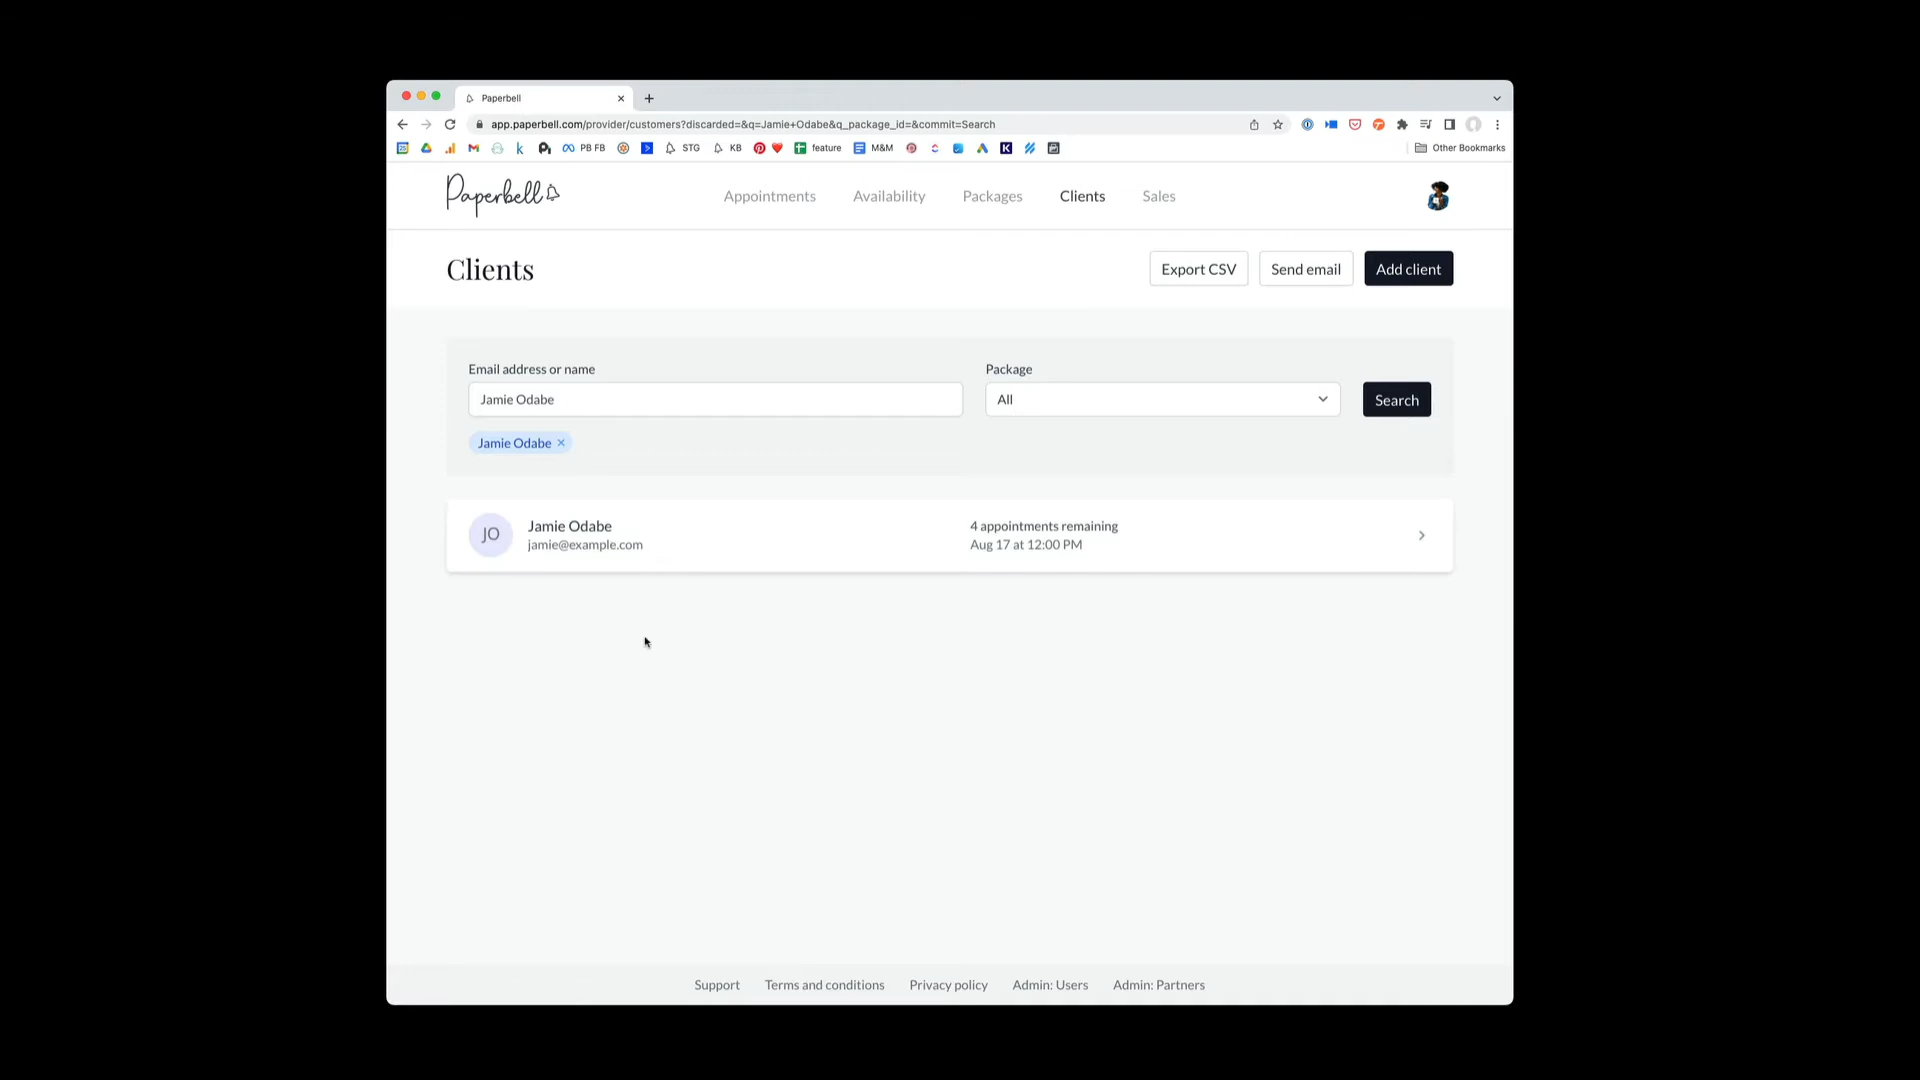 Paperbell
app.paperbell.com/provider/customers?discarded=&q=Jamie+Odabe&q_package_id=&commit=Search
PB FB STG KB feature M&M Other Bookmarks
Paperbell Appointments Availability Packages Clients Sales
Clients Export CSV Send email Add client
Email address or name Package
Jamie Odabe All Search
Jamie Odabe ×
JO Jamie Odabe 4 appointments remaining
jamie@example.com Aug 17 at 12:00 PM
Support Terms and conditions Privacy policy Admin: Users Admin: Partners